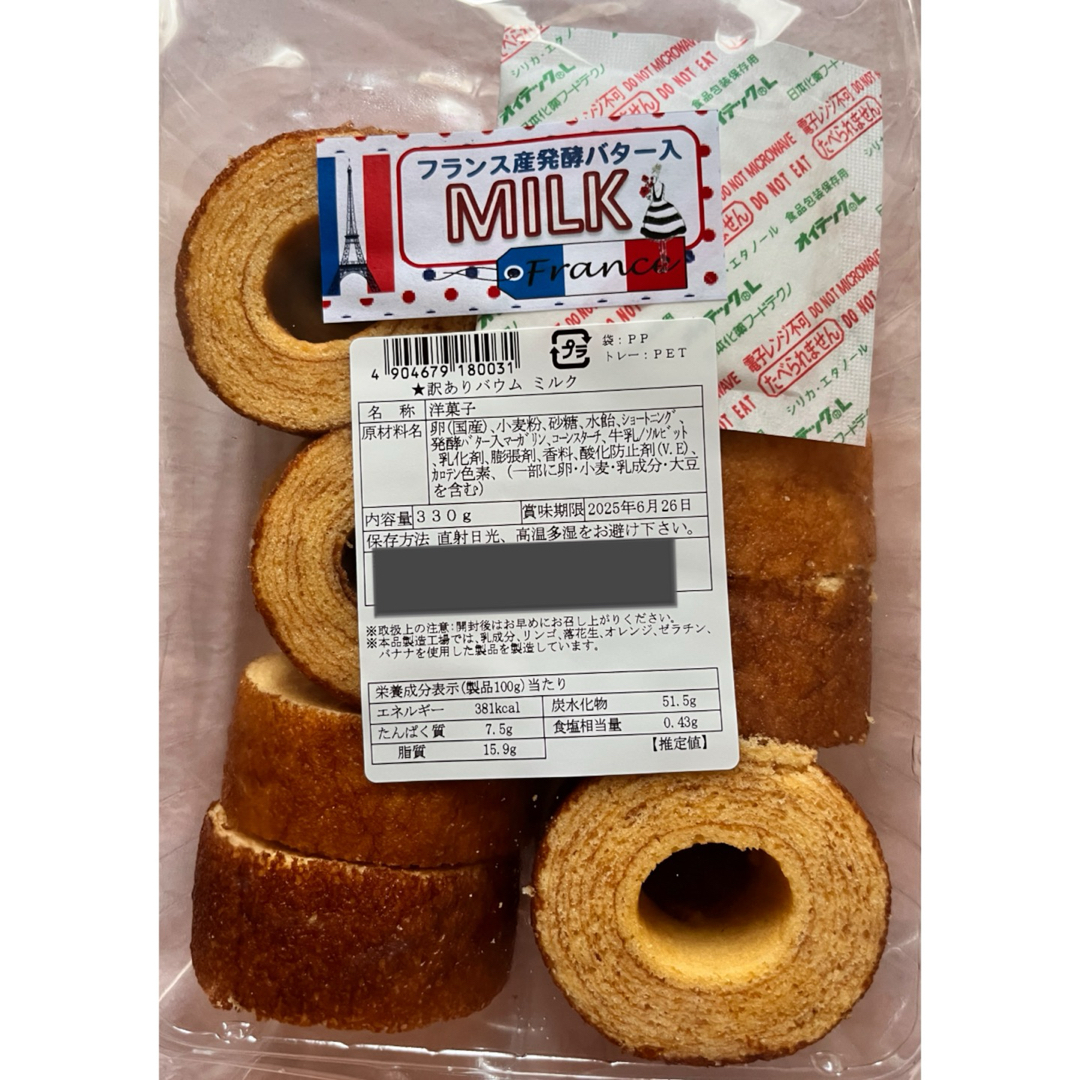 フランス産発酵バター入
MILK
France
4 904679 180031
プラ
袋:PP
トレー:PET
★訳ありバウム ミルク
名 称 洋菓子
原材料名 卵(国産)、小麦粉、砂糖、水飴、ショートニング、
発酵バター入マーガリン、コーンスターチ、牛乳/ソルビット
、乳化剤、膨張剤、香料、酸化防止剤(V.E)、
カロテン色素、(一部に卵・小麦・乳成分・大豆
を含む)
内容量 330g 賞味期限 2025年6月26日
保存方法 直射日光、高温多湿をお避け下さい。
※取扱上の注意:開封後はお早めにお召し上がりください。
※本品製造工場では、乳成分、リンゴ、落花生、オレンジ、ゼラチン、
バナナを使用した製品を製造しています。
栄養成分表示(製品100g)当たり
エネルギー 381kcal 炭水化物 51.5g
たんぱく質 7.5g 食塩相当量 0.43g
脂質 15.9g 【推定値】
シリカ・エタノール
オイテック®L
日本化薬フードテクノ
食品包装保存用
電子レンジ不可 DO NOT MICROWAVE
たべられません DO NOT EAT